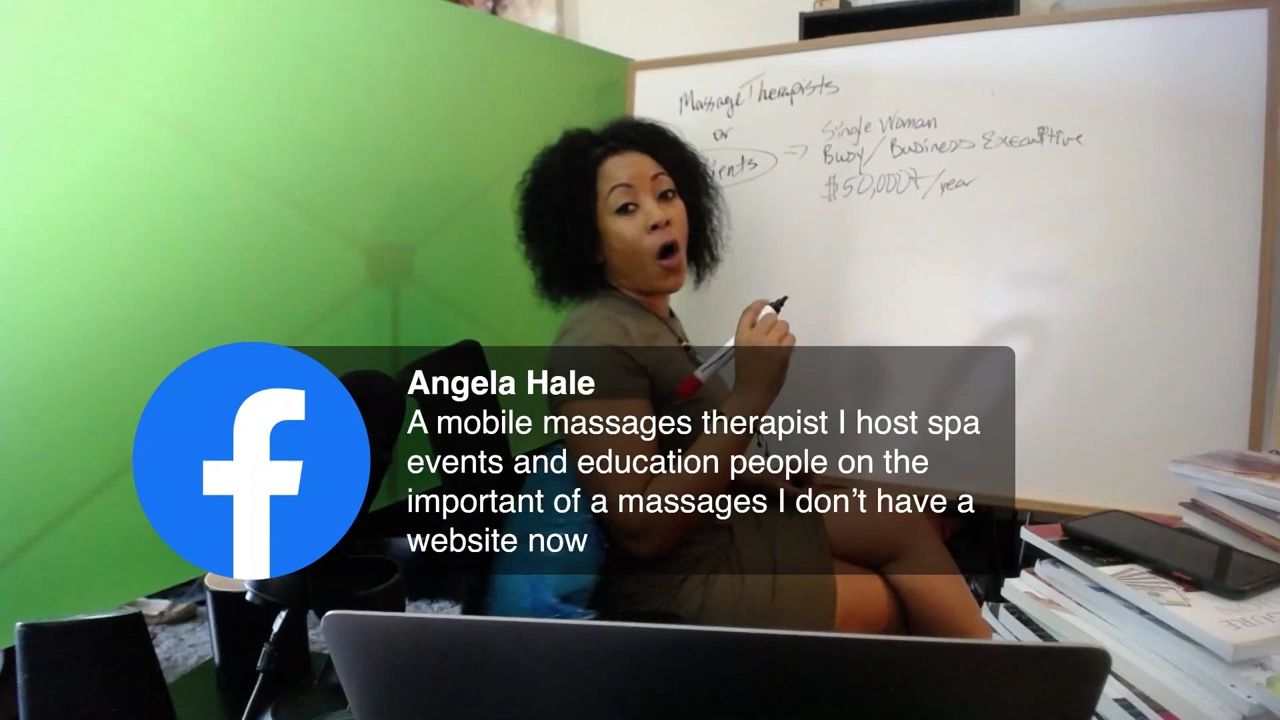 Massage Therapists
or
ients → Single Woman
Busy / Business Executive
$50,000+/year
Angela Hale
A mobile massages therapist I host spa
events and education people on the
important of a massages I don't have a
website now